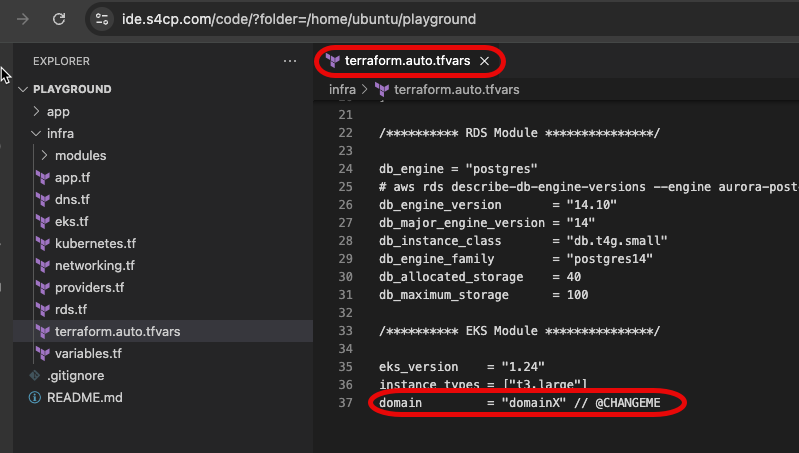 ide.s4cp.com/code/?folder=/home/ubuntu/playground
EXPLORER
terraform.auto.tfvars
PLAYGROUND
infra > terraform.auto.tfvars
app
infra
modules
app.tf
dns.tf
eks.tf
kubernetes.tf
networking.tf
providers.tf
rds.tf
terraform.auto.tfvars
variables.tf
.gitignore
README.md
21
22 /********** RDS Module ***************/
23
24 db_engine = "postgres"
25 # aws rds describe-db-engine-versions --engine aurora-post
26 db_engine_version       = "14.10"
27 db_major_engine_version = "14"
28 db_instance_class       = "db.t4g.small"
29 db_engine_family        = "postgres14"
30 db_allocated_storage    = 40
31 db_maximum_storage      = 100
32
33 /********** EKS Module ***************/
34
35 eks_version    = "1.24"
36 instance_types = ["t3.large"]
37 domain         = "domainX" // @CHANGEME